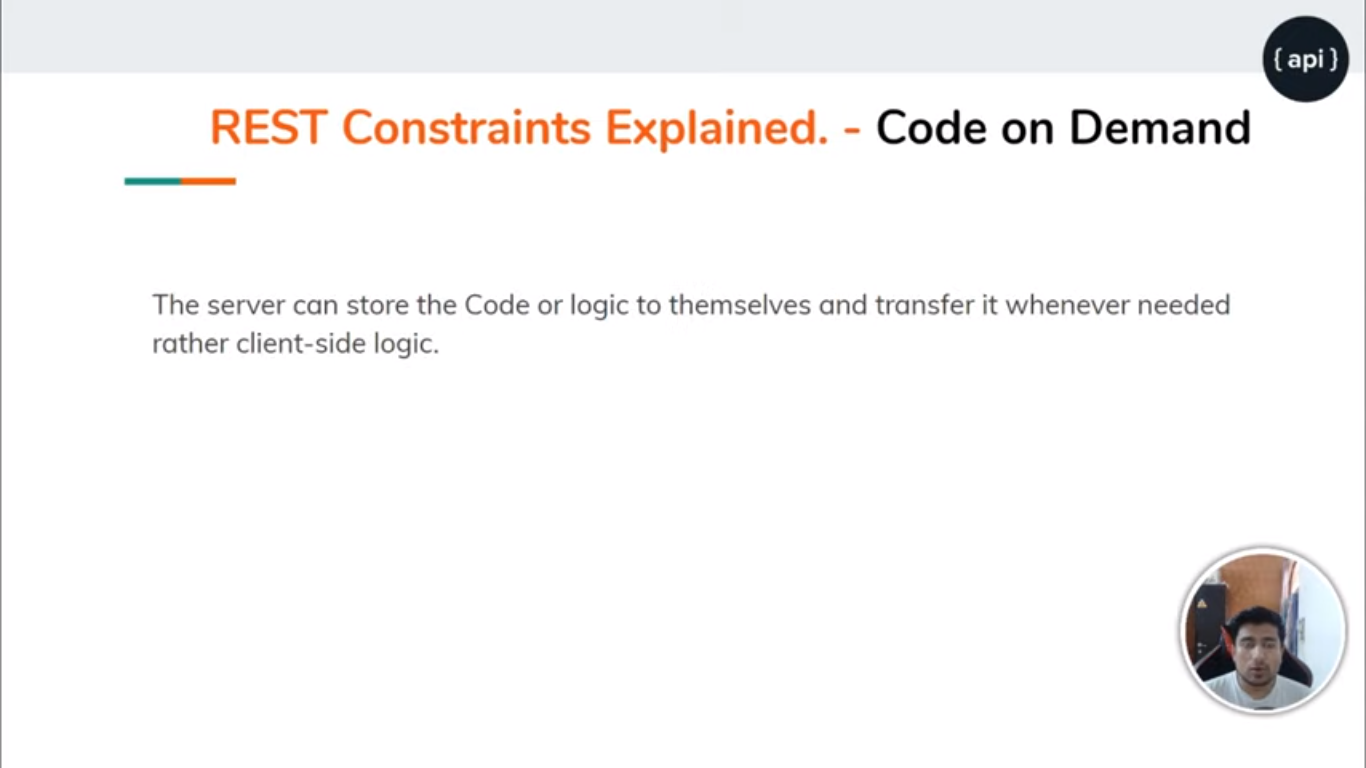 { api }
REST Constraints Explained. - Code on Demand
The server can store the Code or logic to themselves and transfer it whenever needed
rather client-side logic.